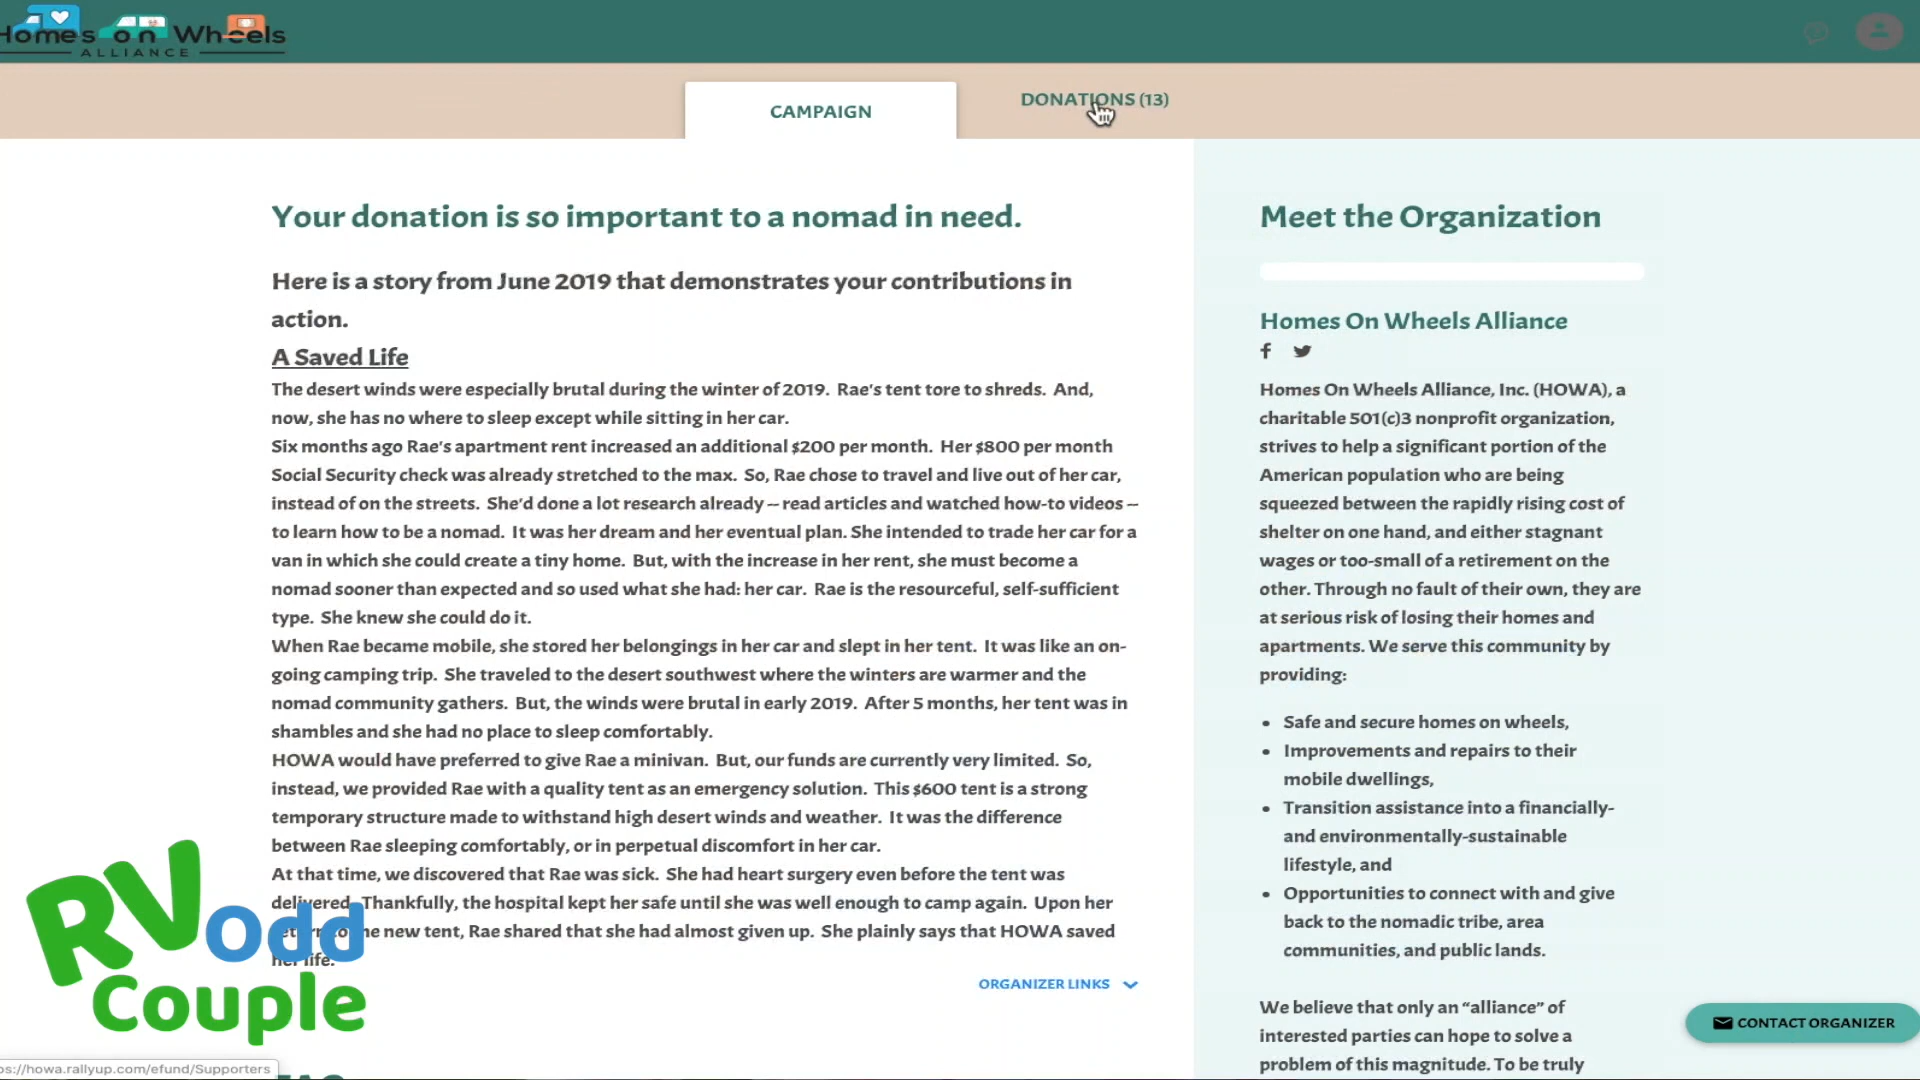 Homes on Wheels
ALLIANCE
CAMPAIGN
DONATIONS (13)
Your donation is so important to a nomad in need.
Here is a story from June 2019 that demonstrates your contributions in
action.
A Saved Life
The desert winds were especially brutal during the winter of 2019. Rae's tent tore to shreds. And,
now, she has no where to sleep except while sitting in her car.
Six months ago Rae's apartment rent increased an additional $200 per month. Her $800 per month
Social Security check was already stretched to the max. So, Rae chose to travel and live out of her car,
instead of on the streets. She'd done a lot research already -- read articles and watched how-to videos --
to learn how to be a nomad. It was her dream and her eventual plan. She intended to trade her car for a
van in which she could create a tiny home. But, with the increase in her rent, she must become a
nomad sooner than expected and so used what she had: her car. Rae is the resourceful, self-sufficient
type. She knew she could do it.
When Rae became mobile, she stored her belongings in her car and slept in her tent. It was like an on-
going camping trip. She traveled to the desert southwest where the winters are warmer and the
nomad community gathers. But, the winds were brutal in early 2019. After 5 months, her tent was in
shambles and she had no place to sleep comfortably.
HOWA would have preferred to give Rae a minivan. But, our funds are currently very limited. So,
instead, we provided Rae with a quality tent as an emergency solution. This $600 tent is a strong
temporary structure made to withstand high desert winds and weather. It was the difference
between Rae sleeping comfortably, or in perpetual discomfort in her car.
At that time, we discovered that Rae was sick. She had heart surgery even before the tent was
delivered. Thankfully, the hospital kept her safe until she was well enough to camp again. Upon her
the new tent, Rae shared that she had almost given up. She plainly says that HOWA saved
her life.
ORGANIZER LINKS
Meet the Organization
Homes On Wheels Alliance
Homes On Wheels Alliance, Inc. (HOWA), a
charitable 501(c)3 nonprofit organization,
strives to help a significant portion of the
American population who are being
squeezed between the rapidly rising cost of
shelter on one hand, and either stagnant
wages or too-small of a retirement on the
other. Through no fault of their own, they are
at serious risk of losing their homes and
apartments. We serve this community by
providing:
• Safe and secure homes on wheels,
• Improvements and repairs to their
mobile dwellings,
• Transition assistance into a financially-
and environmentally-sustainable
lifestyle, and
• Opportunities to connect with and give
back to the nomadic tribe, area
communities, and public lands.
We believe that only an “alliance” of
interested parties can hope to solve a
problem of this magnitude. To be truly
CONTACT ORGANIZER
RV odd
Couple
ps://howa.rallyup.com/efund/Supporters